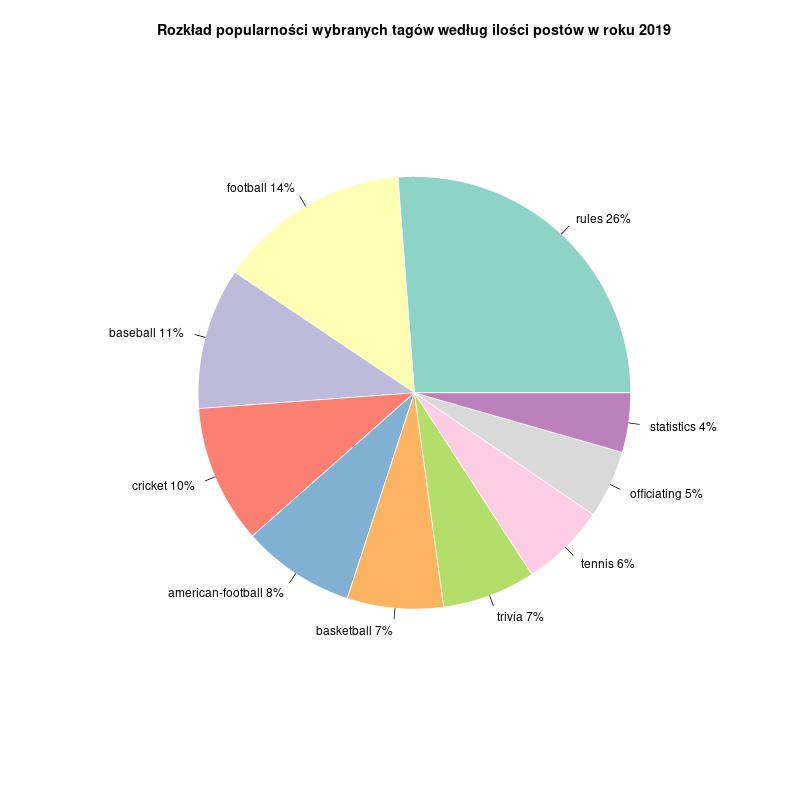 Rozkład popularności wybranych tagów według ilości postów w roku 2019
football 14%
rules 26%
baseball 11%
statistics 4%
cricket 10%
officiating 5%
tennis 6%
american-football 8%
trivia 7%
basketball 7%